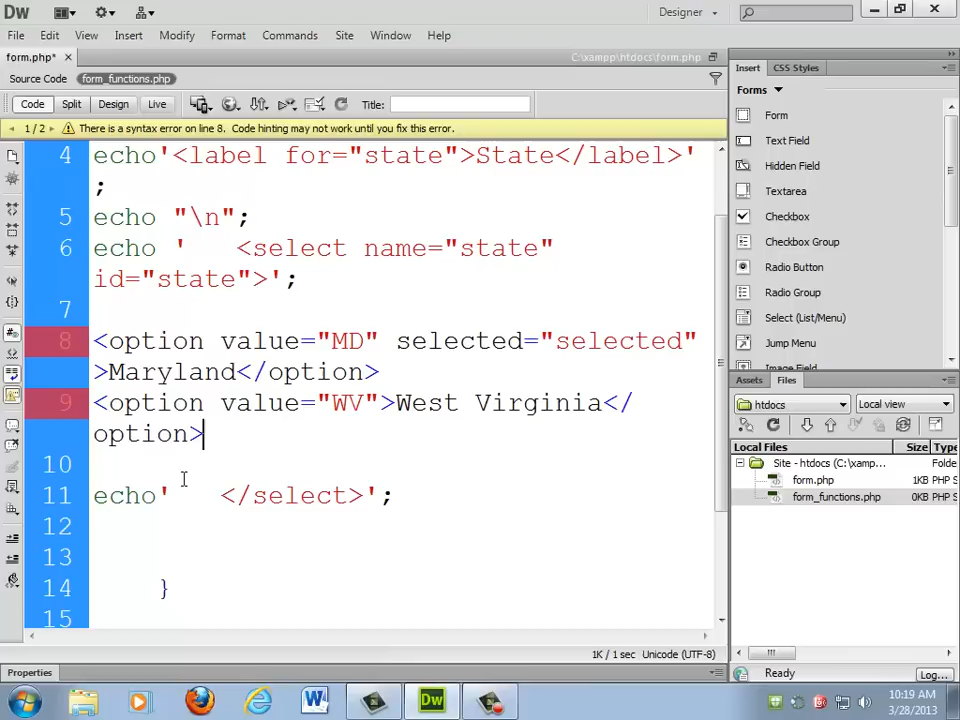 Dw
Designer
File Edit View Insert Modify Format Commands Site Window Help
form.php* × C:\xampp\htdocs\form.php
Source Code form_functions.php
Code Split Design Live Title:
1 / 2 There is a syntax error on line 8. Code hinting may not work until you fix this error.
4 echo'<label for="state">State</label>'
;
5 echo "\n";
6 echo '   <select name="state"
id="state">';
7
8 <option value="MD" selected="selected"
>Maryland</option>
9 <option value="WV">West Virginia</
option>
10
11 echo'   </select>';
12
13
14 }
15
1K / 1 sec Unicode (UTF-8)
Properties
Insert CSS Styles
Forms
Form
Text Field
Hidden Field
Textarea
Checkbox
Checkbox Group
Radio Button
Radio Group
Select (List/Menu)
Jump Menu
Image Field
Assets Files
htdocs Local view
Local Files Size Type
Site - htdocs (C:\xamp... Folde
form.php 1KB PHP S
form_functions.php 0KB PHP S
Ready Log...
Dw
10:19 AM
3/28/2013